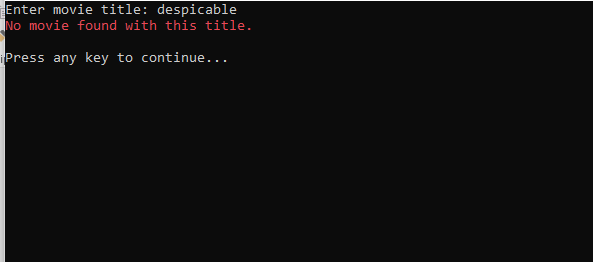 Enter movie title: despicable
No movie found with this title.
Press any key to continue...